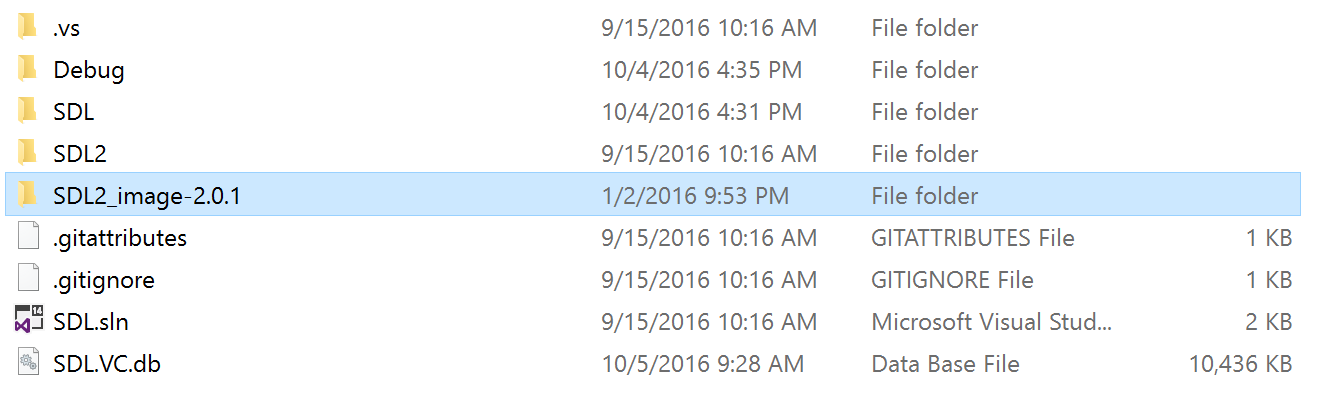 .vs 9/15/2016 10:16 AM File folder
Debug 10/4/2016 4:35 PM File folder
SDL 10/4/2016 4:31 PM File folder
SDL2 9/15/2016 10:16 AM File folder
SDL2_image-2.0.1 1/2/2016 9:53 PM File folder
.gitattributes 9/15/2016 10:16 AM GITATTRIBUTES File 1 KB
.gitignore 9/15/2016 10:16 AM GITIGNORE File 1 KB
14 SDL.sln 9/15/2016 10:16 AM Microsoft Visual Stud... 2 KB
SDL.VC.db 10/5/2016 9:28 AM Data Base File 10,436 KB